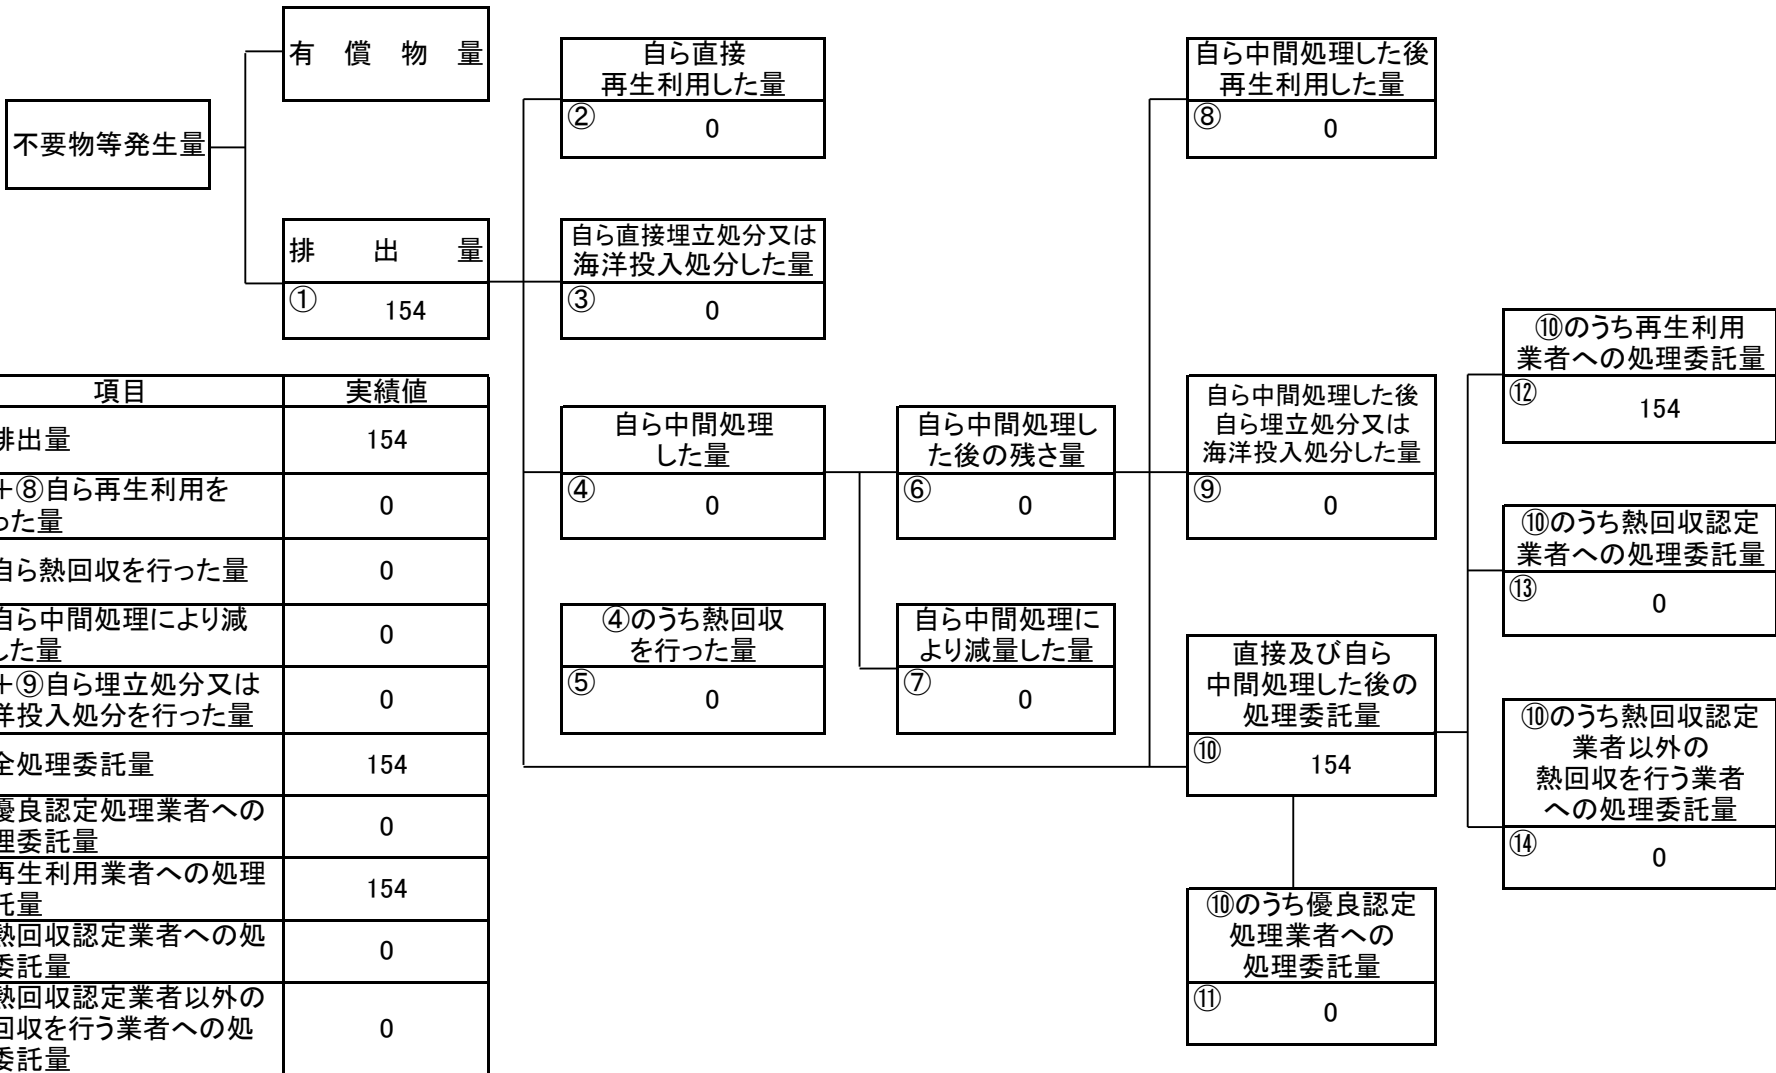 有償物量
不要物等発生量
排出量
① 154
自ら直接
再生利用した量
② 0
自ら直接埋立処分又は
海洋投入処分した量
③ 0
自ら中間処理
した量
④ 0
④のうち熱回収
を行った量
⑤ 0
自ら中間処理し
た後の残さ量
⑥ 0
自ら中間処理に
より減量した量
⑦ 0
自ら中間処理した後
再生利用した量
⑧ 0
自ら中間処理した後
自ら埋立処分又は
海洋投入処分した量
⑨ 0
直接及び自ら
中間処理した後の
処理委託量
⑩ 154
⑩のうち優良認定
処理業者への
処理委託量
⑪ 0
⑩のうち再生利用
業者への処理委託量
⑫ 154
⑩のうち熱回収認定
業者への処理委託量
⑬ 0
⑩のうち熱回収認定
業者以外の
熱回収を行う業者
への処理委託量
⑭ 0
項目 実績値
排出量 154
+⑧自ら再生利用を
った量 0
自ら熱回収を行った量 0
自ら中間処理により減
した量 0
+⑨自ら埋立処分又は
洋投入処分を行った量 0
全処理委託量 154
優良認定処理業者への
理委託量 0
再生利用業者への処理
託量 154
熱回収認定業者への処
委託量 0
熱回収認定業者以外の
回収を行う業者への処
委託量 0